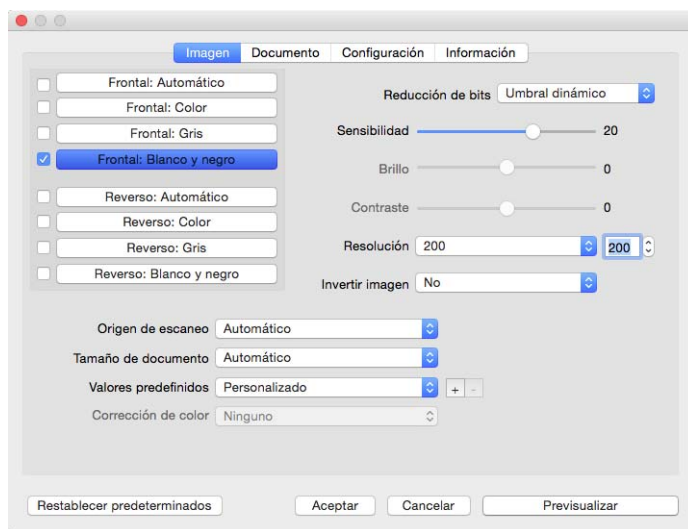 Imagen Documento Configuración Información
Frontal: Automático
Frontal: Color
Frontal: Gris
Frontal: Blanco y negro
Reverso: Automático
Reverso: Color
Reverso: Gris
Reverso: Blanco y negro
Reducción de bits Umbral dinámico
Sensibilidad 20
Brillo 0
Contraste 0
Resolución 200 200
Invertir imagen No
Origen de escaneo Automático
Tamaño de documento Automático
Valores predefinidos Personalizado + -
Corrección de color Ninguno
Restablecer predeterminados Aceptar Cancelar Previsualizar